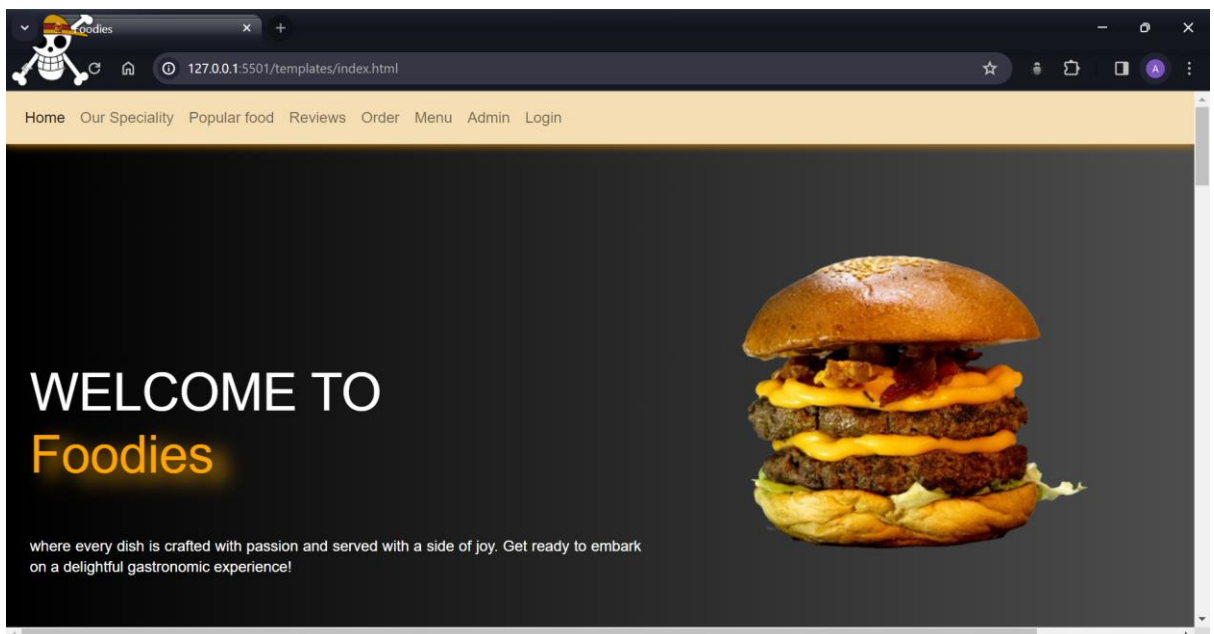 Foodies
127.0.0.1:5501/templates/index.html
A
Home Our Speciality Popular food Reviews Order Menu Admin Login
WELCOME TO
Foodies
where every dish is crafted with passion and served with a side of joy. Get ready to embark
on a delightful gastronomic experience!